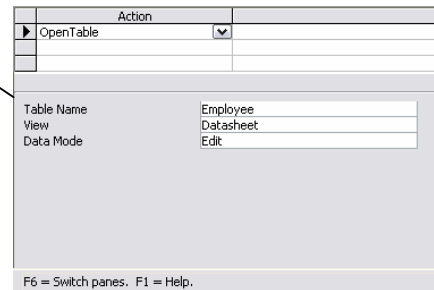 Action
OpenTable
Table Name Employee
View Datasheet
Data Mode Edit
F6 = Switch panes. F1 = Help.